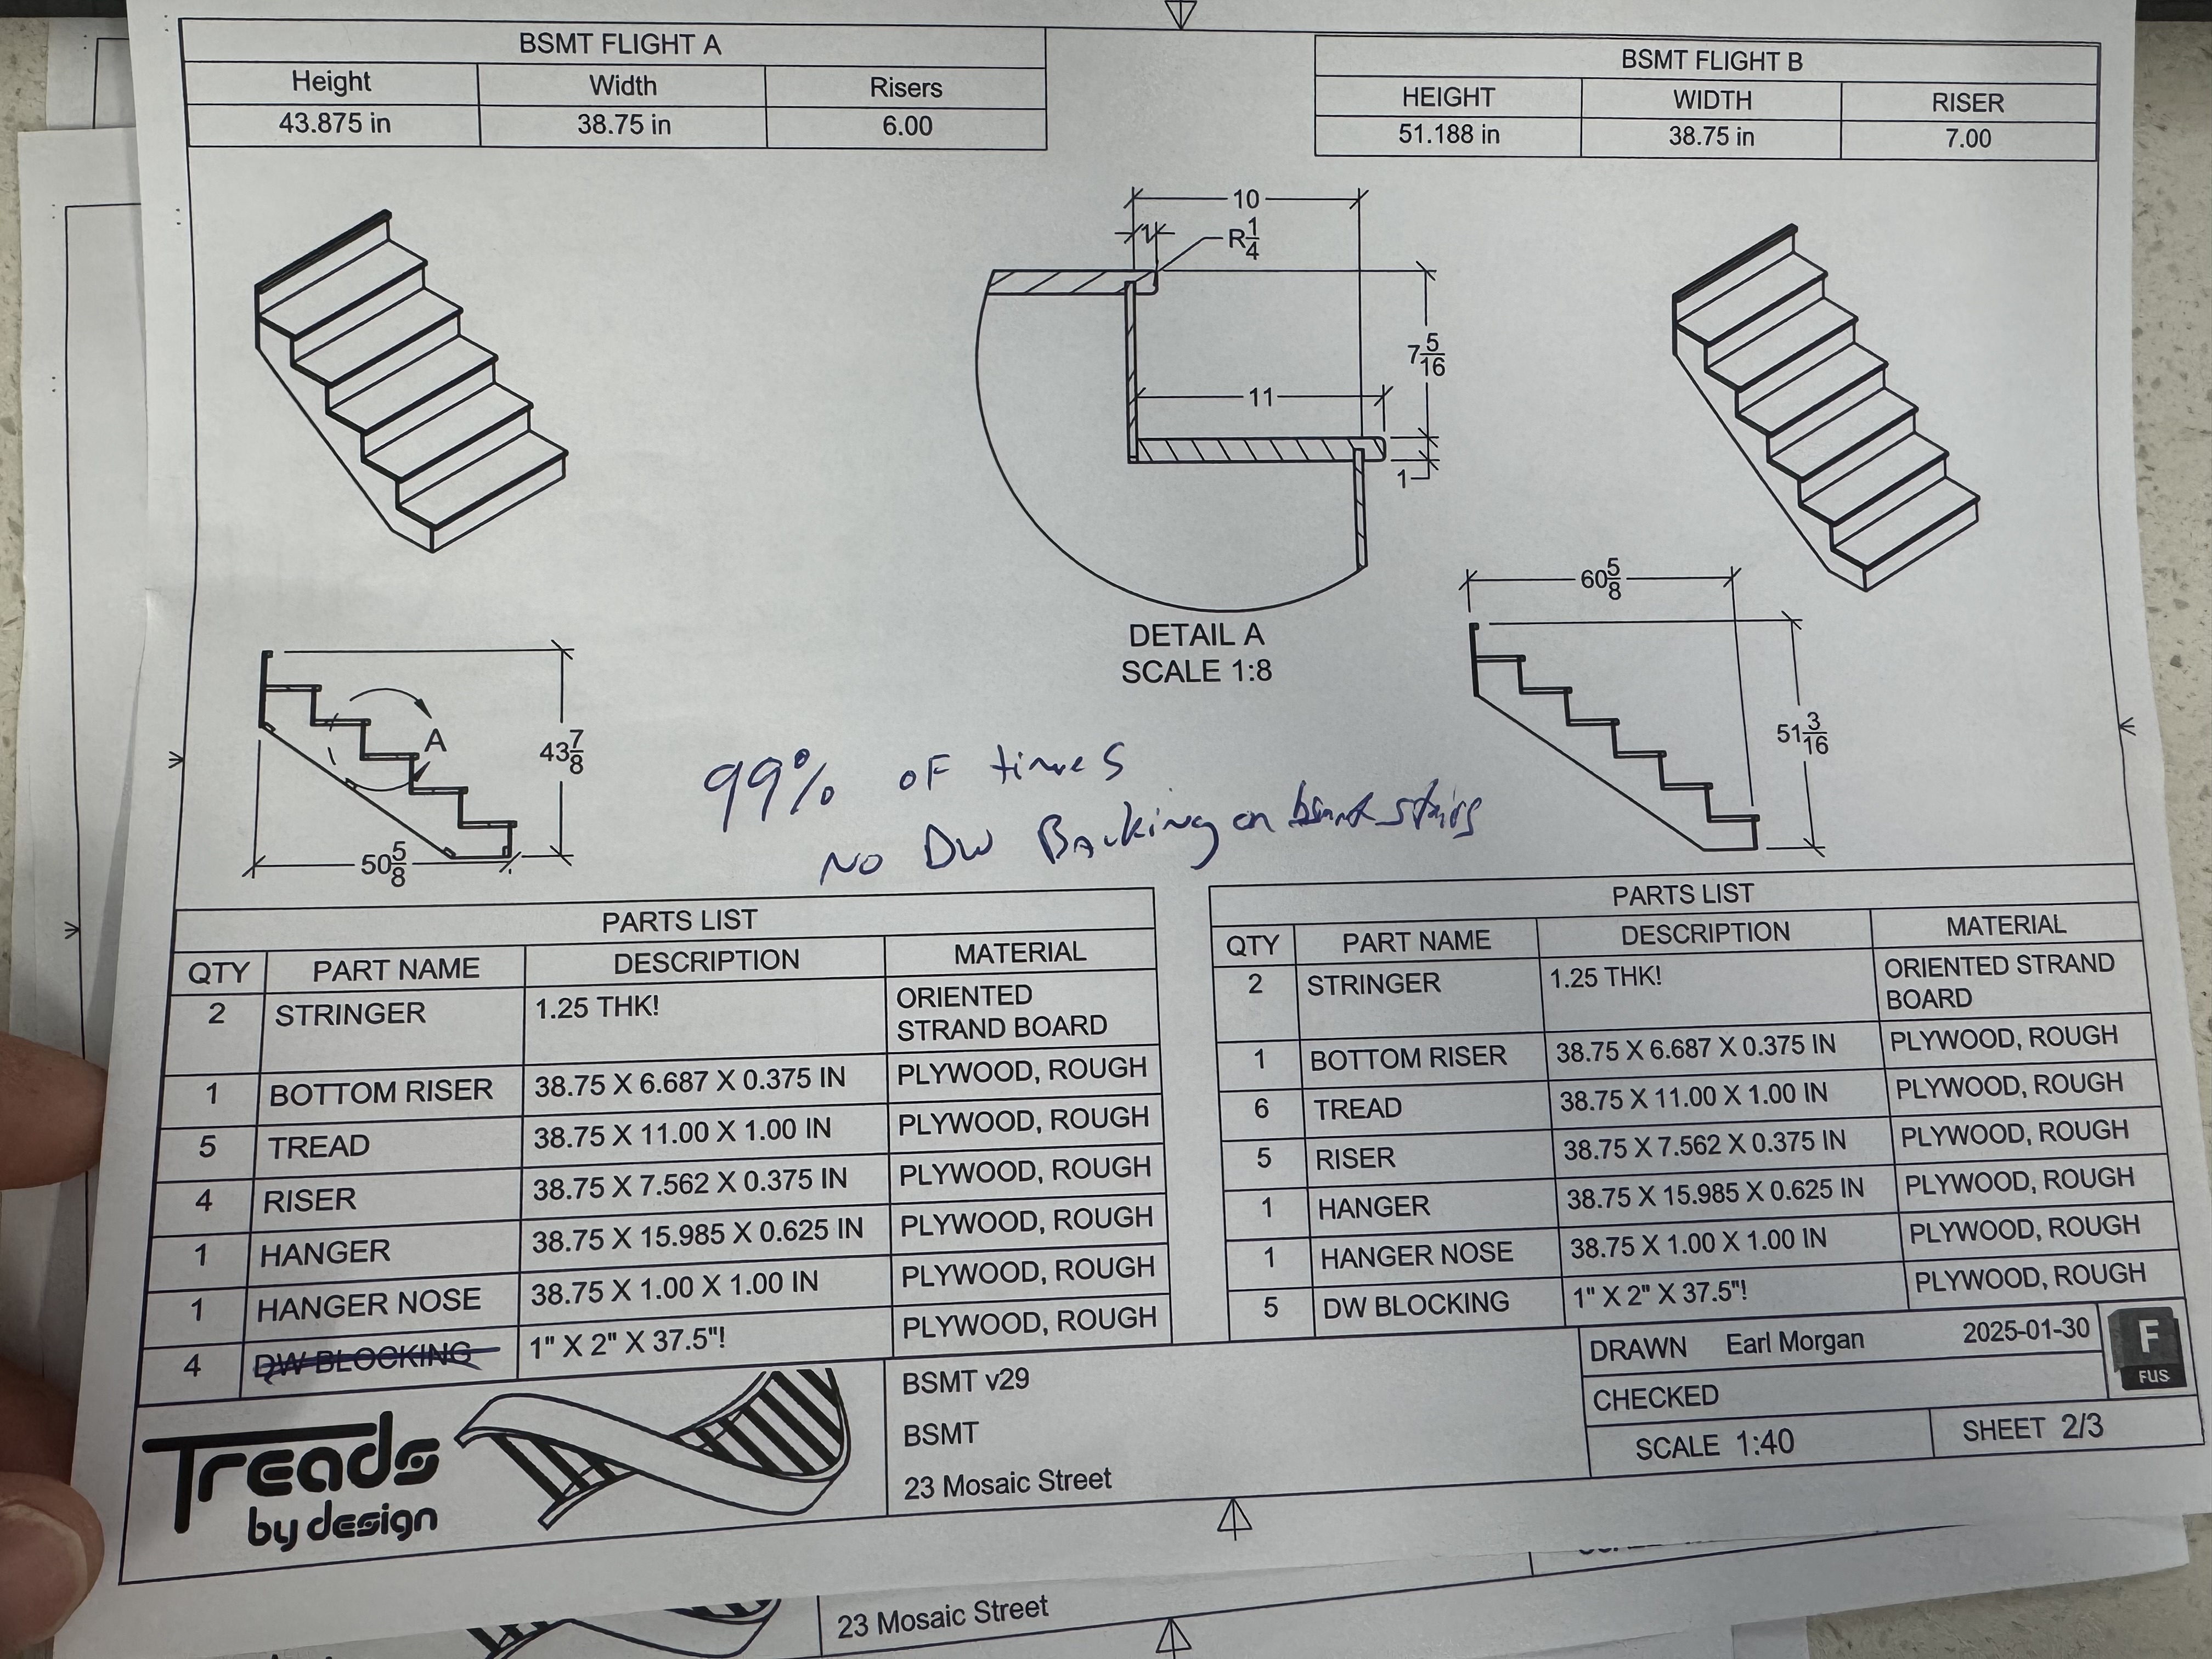 BSMT FLIGHT A
Height Width Risers
43.875 in 38.75 in 6.00
BSMT FLIGHT B
HEIGHT WIDTH RISER
51.188 in 38.75 in 7.00
10
1
R1/4
7 5/16
11
1
DETAIL A
SCALE 1:8
A
43 7/8
50 5/8
60 5/8
51 3/16
99% OF times
NO DW Backing on bsmt stairs
PARTS LIST
QTY PART NAME DESCRIPTION MATERIAL
2 STRINGER 1.25 THK! ORIENTED STRAND BOARD
1 BOTTOM RISER 38.75 X 6.687 X 0.375 IN PLYWOOD, ROUGH
5 TREAD 38.75 X 11.00 X 1.00 IN PLYWOOD, ROUGH
4 RISER 38.75 X 7.562 X 0.375 IN PLYWOOD, ROUGH
1 HANGER 38.75 X 15.985 X 0.625 IN PLYWOOD, ROUGH
1 HANGER NOSE 38.75 X 1.00 X 1.00 IN PLYWOOD, ROUGH
4 DW BLOCKING 1" X 2" X 37.5"! PLYWOOD, ROUGH
PARTS LIST
QTY PART NAME DESCRIPTION MATERIAL
2 STRINGER 1.25 THK! ORIENTED STRAND BOARD
1 BOTTOM RISER 38.75 X 6.687 X 0.375 IN PLYWOOD, ROUGH
6 TREAD 38.75 X 11.00 X 1.00 IN PLYWOOD, ROUGH
5 RISER 38.75 X 7.562 X 0.375 IN PLYWOOD, ROUGH
1 HANGER 38.75 X 15.985 X 0.625 IN PLYWOOD, ROUGH
1 HANGER NOSE 38.75 X 1.00 X 1.00 IN PLYWOOD, ROUGH
5 DW BLOCKING 1" X 2" X 37.5"! PLYWOOD, ROUGH
Treads
by design
BSMT v29
BSMT
23 Mosaic Street
DRAWN Earl Morgan 2025-01-30
CHECKED
SCALE 1:40 SHEET 2/3
F
FUS
23 Mosaic Street